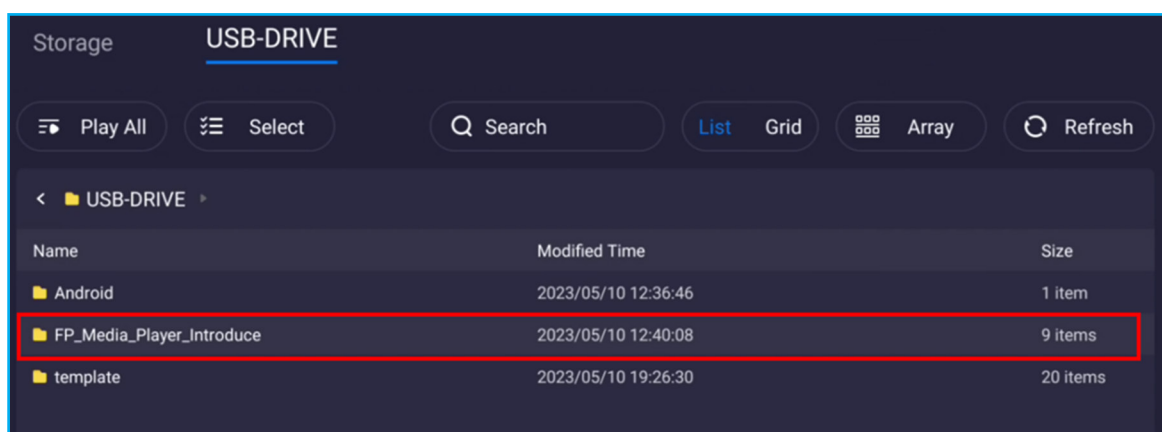 Storage USB-DRIVE
Play All Select Search List Grid Array Refresh
USB-DRIVE
Name Modified Time Size
Android 2023/05/10 12:36:46 1 item
FP_Media_Player_Introduce 2023/05/10 12:40:08 9 items
template 2023/05/10 19:26:30 20 items